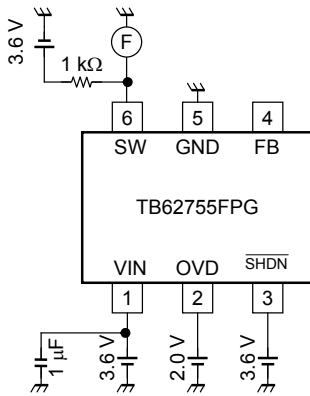 3.6 V
F
1 kΩ
6 5 4
SW GND FB
TB62755FPG
VIN OVD SHDN
1 2 3
1 μF
3.6 V
2.0 V
3.6 V